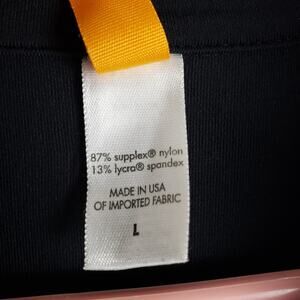 87% supplex® nylon
13% lycra® spandex
MADE IN USA
OF IMPORTED FABRIC
L